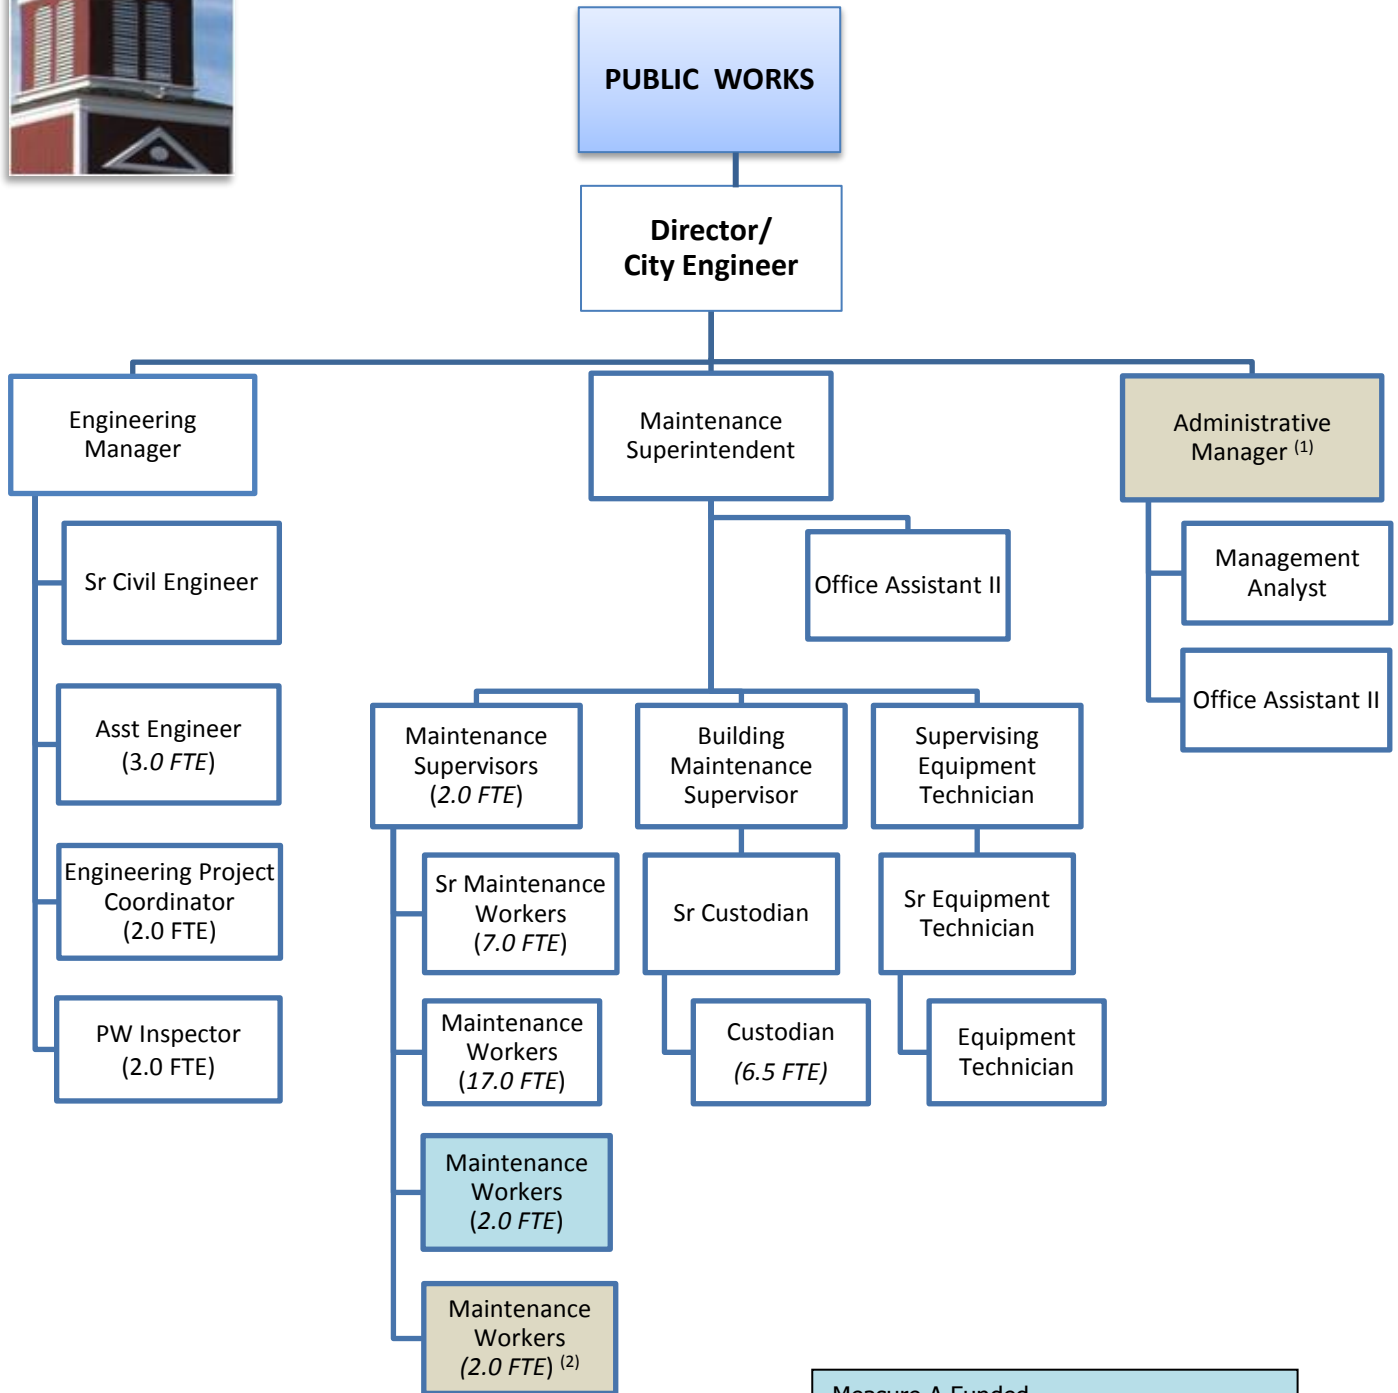 PUBLIC WORKS
Director/
City Engineer
Engineering
Manager
Maintenance
Superintendent
Administrative
Manager (1)
Sr Civil Engineer
Office Assistant II
Management
Analyst
Asst Engineer
(3.0 FTE)
Office Assistant II
Maintenance
Supervisors
(2.0 FTE)
Building
Maintenance
Supervisor
Supervising
Equipment
Technician
Engineering Project
Coordinator
(2.0 FTE)
Sr Maintenance
Workers
(7.0 FTE)
Sr Custodian
Sr Equipment
Technician
PW Inspector
(2.0 FTE)
Maintenance
Workers
(17.0 FTE)
Custodian
(6.5 FTE)
Equipment
Technician
Maintenance
Workers
(2.0 FTE)
Maintenance
Workers
(2.0 FTE) (2)
Measure A Funded